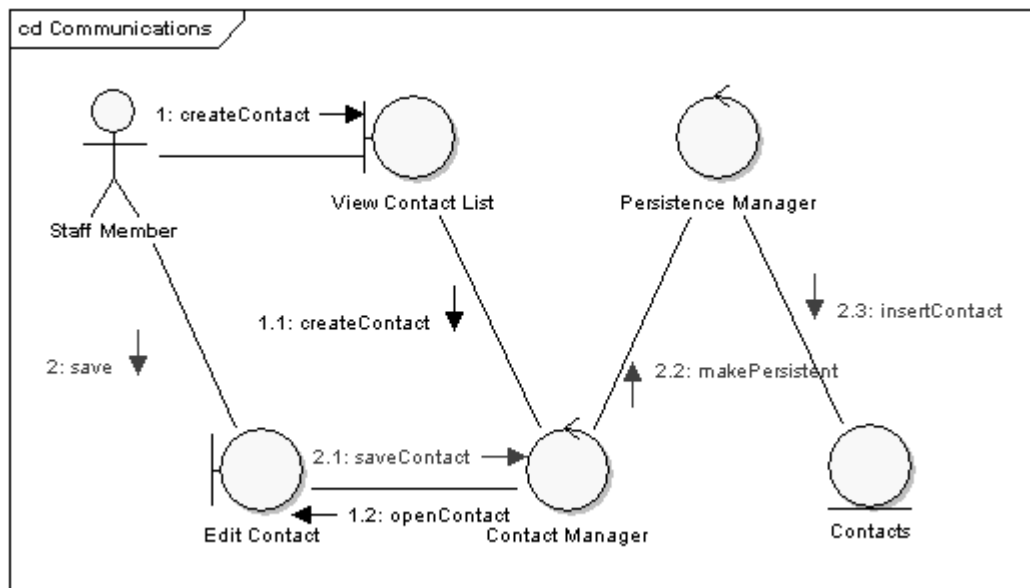 cd Communications
1: createContact
View Contact List
Persistence Manager
Staff Member
1.1: createContact
2.3: insertContact
2: save
2.2: makePersistent
2.1: saveContact
1.2: openContact
Edit Contact
Contact Manager
Contacts